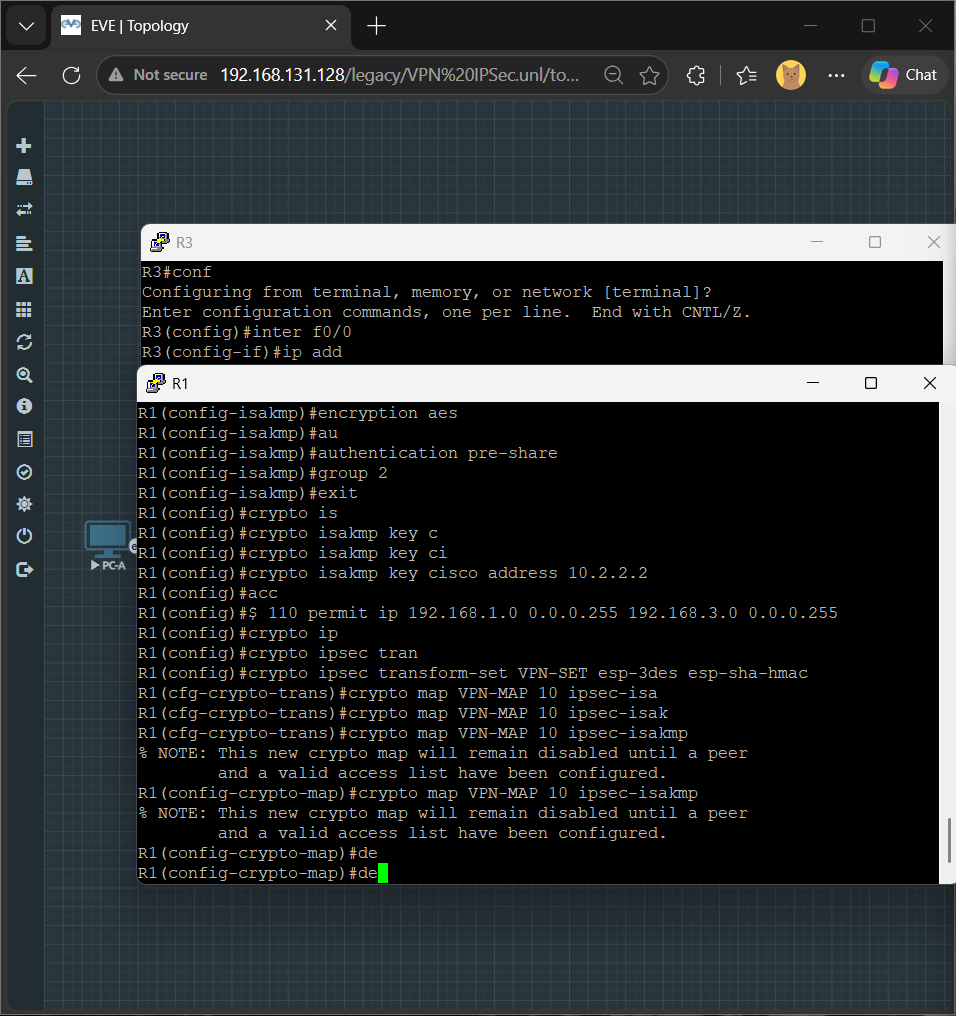 EVE | Topology
Not secure 192.168.131.128/legacy/VPN%20IPSec.unl/to...
Chat
R3
R3#conf
Configuring from terminal, memory, or network [terminal]?
Enter configuration commands, one per line.  End with CNTL/Z.
R3(config)#inter f0/0
R3(config-if)#ip add
R1
R1(config-isakmp)#encryption aes
R1(config-isakmp)#au
R1(config-isakmp)#authentication pre-share
R1(config-isakmp)#group 2
R1(config-isakmp)#exit
R1(config)#crypto is
R1(config)#crypto isakmp key c
R1(config)#crypto isakmp key ci
R1(config)#crypto isakmp key cisco address 10.2.2.2
R1(config)#acc
R1(config)#$ 110 permit ip 192.168.1.0 0.0.0.255 192.168.3.0 0.0.0.255
R1(config)#crypto ip
R1(config)#crypto ipsec tran
R1(config)#crypto ipsec transform-set VPN-SET esp-3des esp-sha-hmac
R1(cfg-crypto-trans)#crypto map VPN-MAP 10 ipsec-isa
R1(cfg-crypto-trans)#crypto map VPN-MAP 10 ipsec-isak
R1(cfg-crypto-trans)#crypto map VPN-MAP 10 ipsec-isakmp
% NOTE: This new crypto map will remain disabled until a peer
        and a valid access list have been configured.
R1(config-crypto-map)#crypto map VPN-MAP 10 ipsec-isakmp
% NOTE: This new crypto map will remain disabled until a peer
        and a valid access list have been configured.
R1(config-crypto-map)#de
R1(config-crypto-map)#de
PC-A